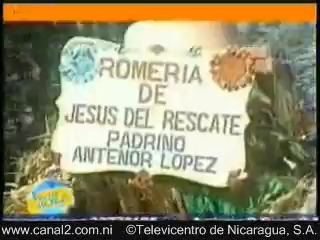 ROMERIA
DE
JESUS DEL RESCATE
PADRINO
ANTENOR LOPEZ
www.canal2.com.ni ©Televicentro de Nicaragua, S.A.